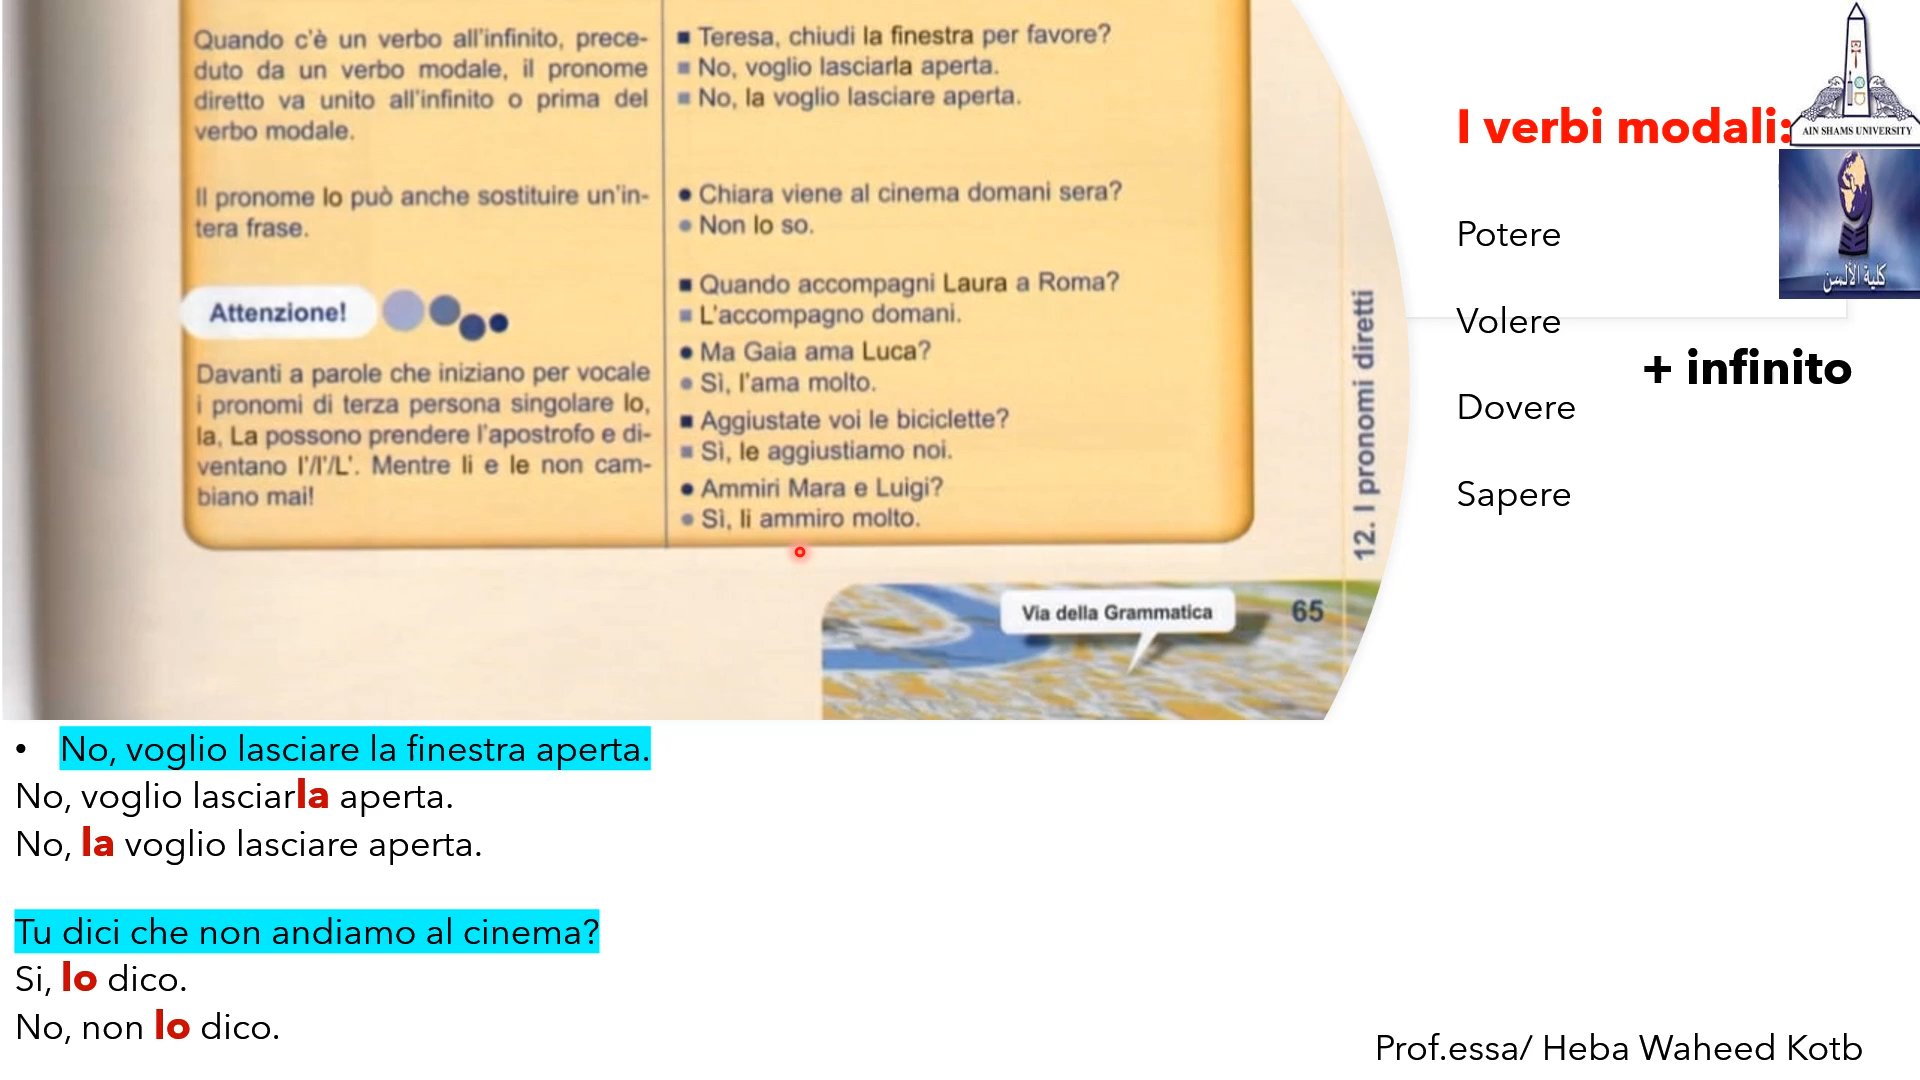 Quando c'è un verbo all'infinito, prece-
duto da un verbo modale, il pronome
diretto va unito all'infinito o prima del
verbo modale.
Il pronome lo può anche sostituire un'in-
tera frase.
Attenzione!
Davanti a parole che iniziano per vocale
i pronomi di terza persona singolare lo,
la, La possono prendere l'apostrofo e di-
ventano l'/l'/L'. Mentre li e le non cam-
biano mai!
Teresa, chiudi la finestra per favore?
No, voglio lasciarla aperta.
No, la voglio lasciare aperta.
Chiara viene al cinema domani sera?
Non lo so.
Quando accompagni Laura a Roma?
L'accompagno domani.
Ma Gaia ama Luca?
Sì, l'ama molto.
Aggiustate voi le biciclette?
Sì, le aggiustiamo noi.
Ammiri Mara e Luigi?
Sì, li ammiro molto.
12. I pronomi diretti
Via della Grammatica
65
I verbi modali:
AIN SHAMS UNIVERSITY
كلية الألسن
Potere
Volere
+ infinito
Dovere
Sapere
• No, voglio lasciare la finestra aperta.
No, voglio lasciarla aperta.
No, la voglio lasciare aperta.
Tu dici che non andiamo al cinema?
Si, lo dico.
No, non lo dico.
Prof.essa/ Heba Waheed Kotb